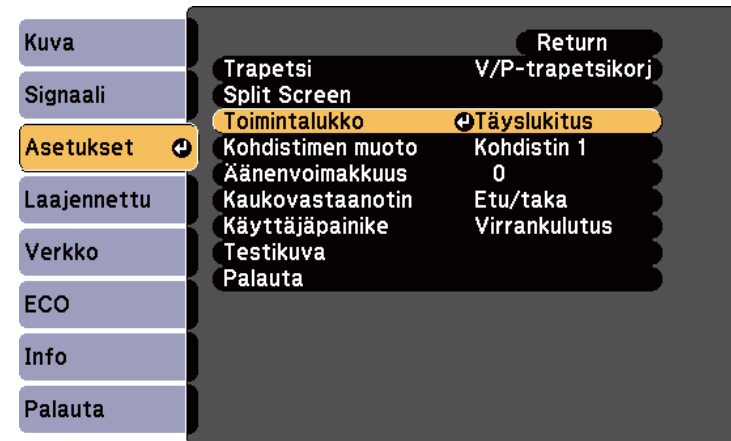 Kuva
Signaali
Asetukset
Laajennettu
Verkko
ECO
Info
Palauta
Return
Trapetsi V/P-trapetsikorj
Split Screen
Toimintalukko Täyslukitus
Kohdistimen muoto Kohdistin 1
Äänenvoimakkuus 0
Kaukovastaanotin Etu/taka
Käyttäjäpainike Virrankulutus
Testikuva
Palauta